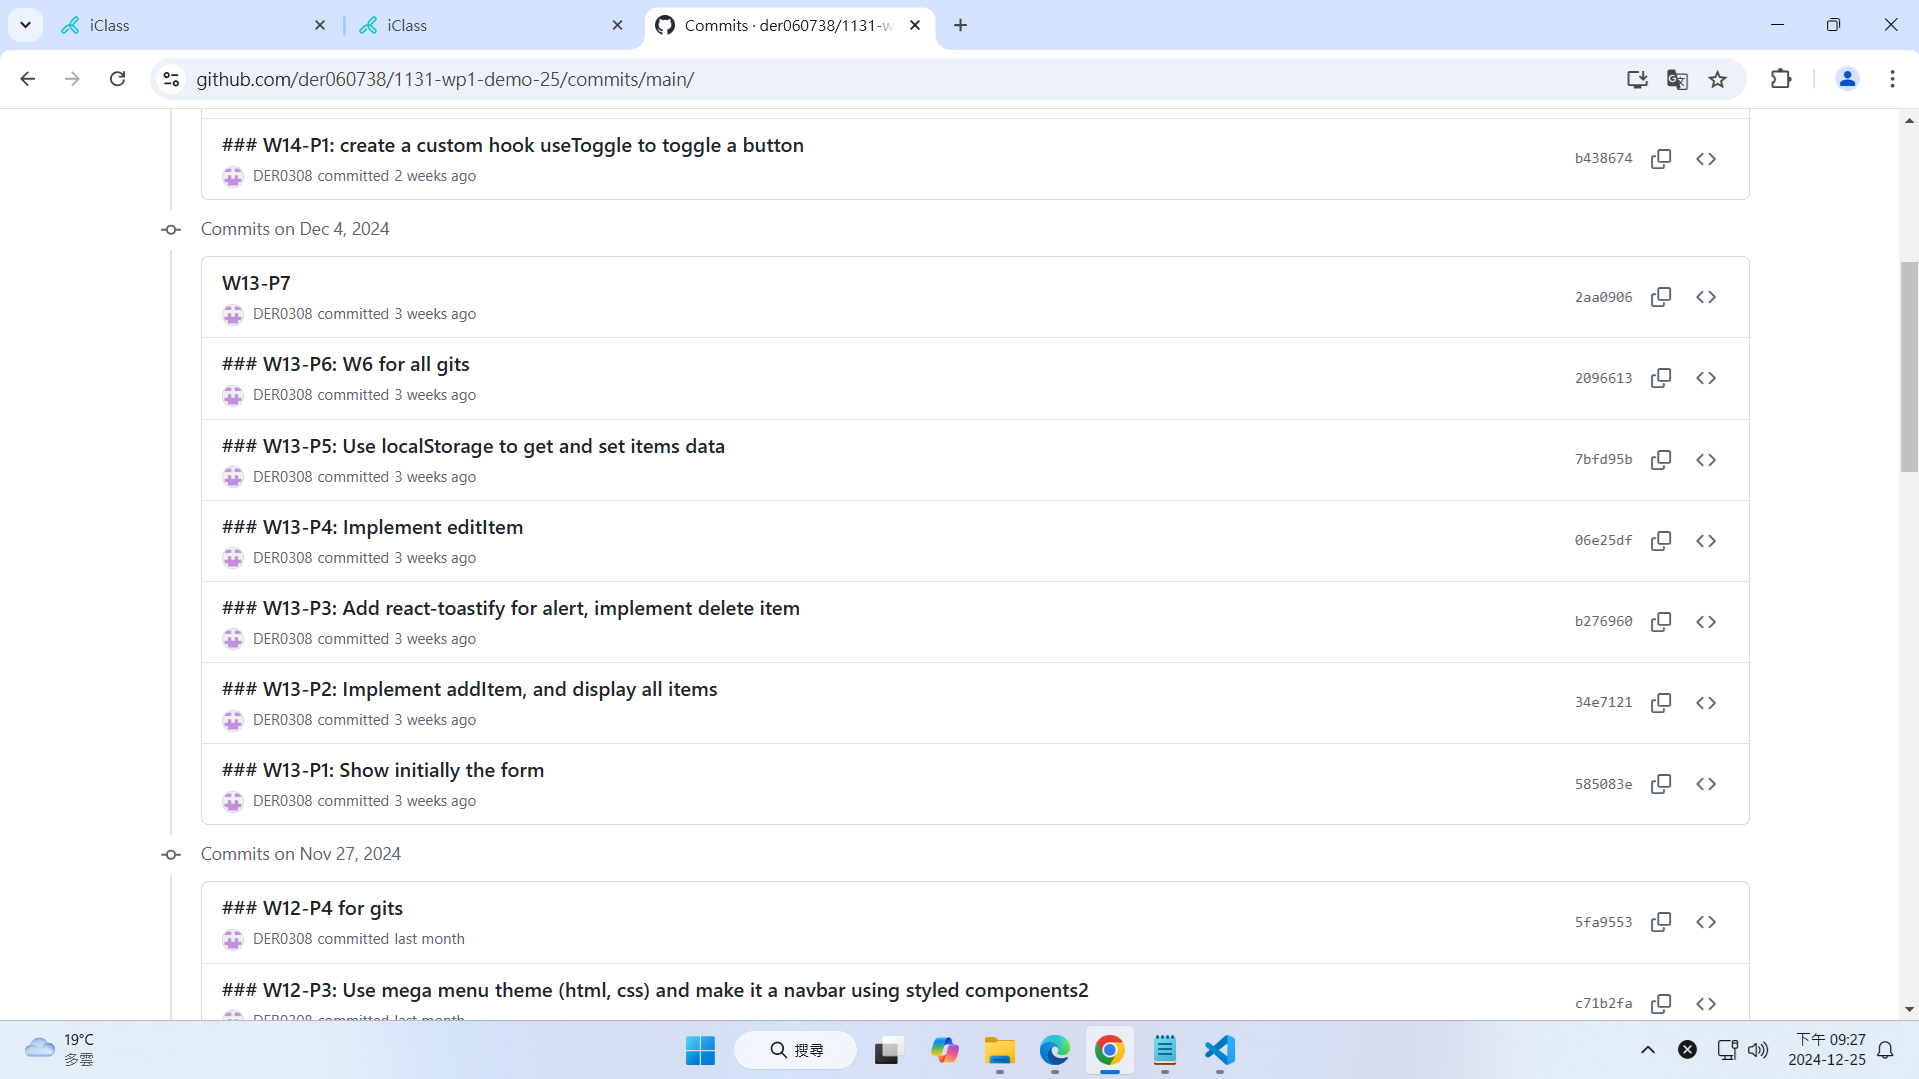 iClass
iClass
Commits · der060738/1131-w
github.com/der060738/1131-wp1-demo-25/commits/main/
### W14-P1: create a custom hook useToggle to toggle a button
DER0308 committed 2 weeks ago
b438674
Commits on Dec 4, 2024
W13-P7
DER0308 committed 3 weeks ago
2aa0906
### W13-P6: W6 for all gits
DER0308 committed 3 weeks ago
2096613
### W13-P5: Use localStorage to get and set items data
DER0308 committed 3 weeks ago
7bfd95b
### W13-P4: Implement editItem
DER0308 committed 3 weeks ago
06e25df
### W13-P3: Add react-toastify for alert, implement delete item
DER0308 committed 3 weeks ago
b276960
### W13-P2: Implement addItem, and display all items
DER0308 committed 3 weeks ago
34e7121
### W13-P1: Show initially the form
DER0308 committed 3 weeks ago
585083e
Commits on Nov 27, 2024
### W12-P4 for gits
DER0308 committed last month
5fa9553
### W12-P3: Use mega menu theme (html, css) and make it a navbar using styled components2
DER0308 committed last month
c71b2fa
19°C
多雲
搜尋
下午 09:27
2024-12-25